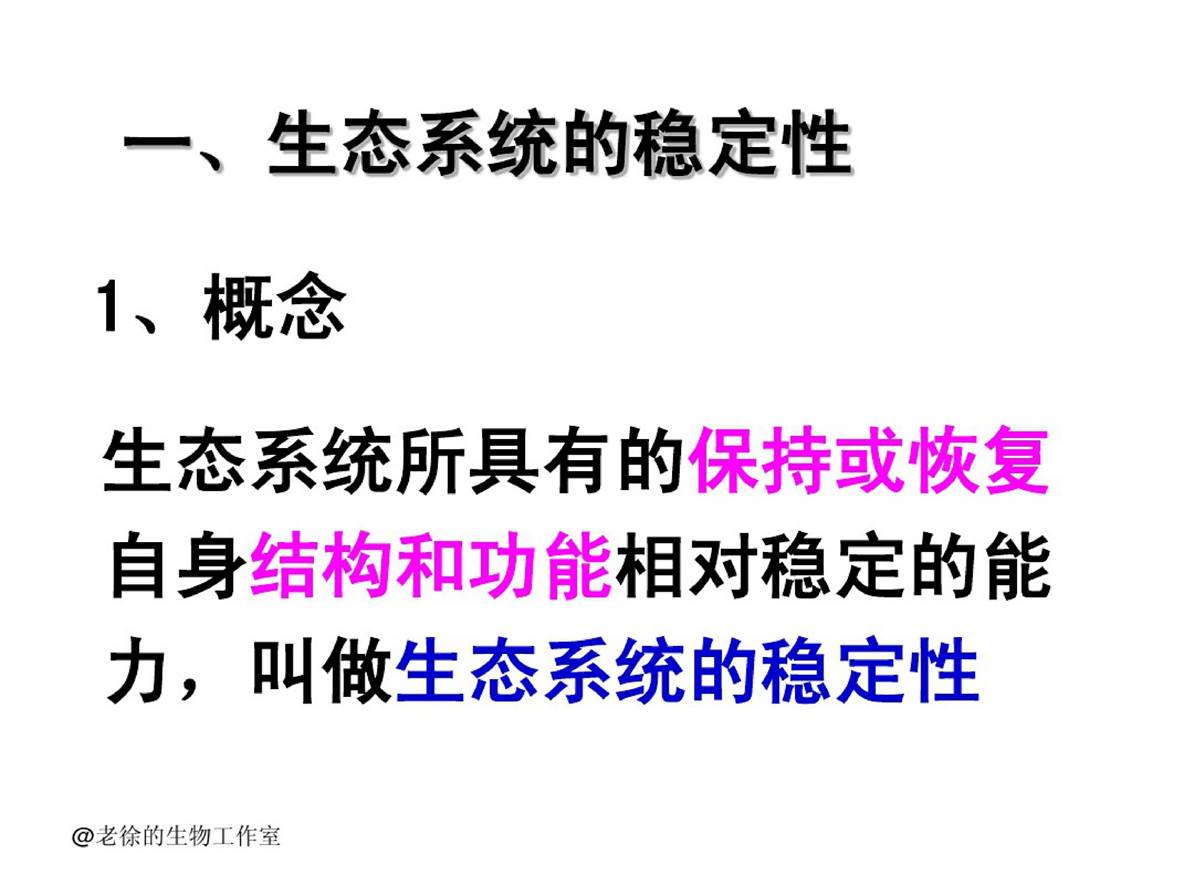 一、生态系统的稳定性
1、概念
生态系统所具有的保持或恢复
自身结构和功能相对稳定的能
力，叫做生态系统的稳定性
@老徐的生物工作室